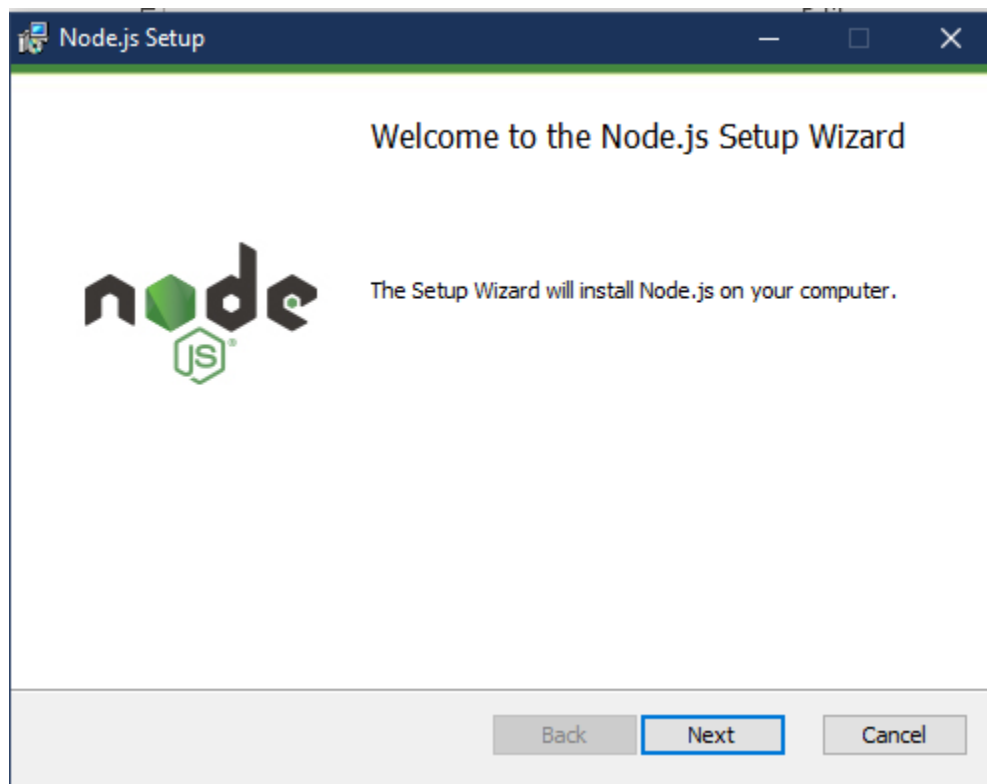 Node.js Setup
Welcome to the Node.js Setup Wizard
node
JS®
The Setup Wizard will install Node.js on your computer.
Back Next Cancel